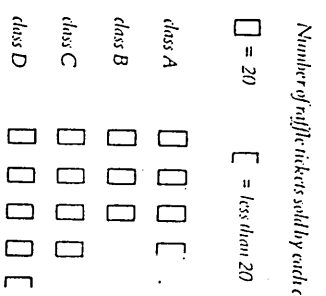 Number of raffle tickets sold by each c
= 20 = less than 20
class A
class B
class C
class D